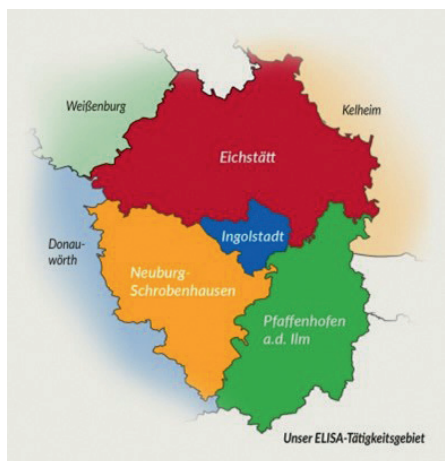 Weißenburg
Kelheim
Eichstätt
Donau-
wörth
Ingolstadt
Neuburg-
Schrobenhausen
Pfaffenhofen
a.d. Ilm
Unser ELISA-Tätigkeitsgebiet